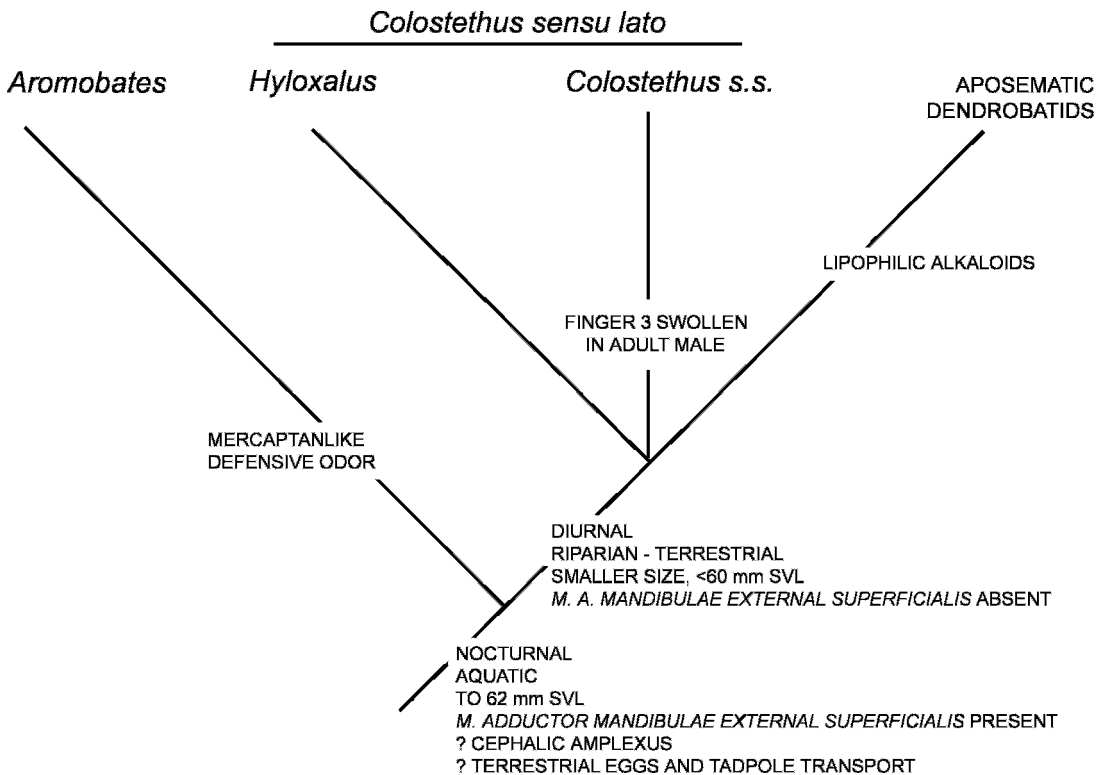 Colostethus sensu lato
Aromobates
Hyloxalus
Colostethus s.s.
APOSEMATIC
DENDROBATIDS
LIPOPHILIC ALKALOIDS
FINGER 3 SWOLLEN
IN ADULT MALE
MERCAPTANLIKE
DEFENSIVE ODOR
DIURNAL
RIPARIAN - TERRESTRIAL
SMALLER SIZE, <60 mm SVL
M. A. MANDIBULAE EXTERNAL SUPERFICIALIS ABSENT
NOCTURNAL
AQUATIC
TO 62 mm SVL
M. ADDUCTOR MANDIBULAE EXTERNAL SUPERFICIALIS PRESENT
? CEPHALIC AMPLEXUS
? TERRESTRIAL EGGS AND TADPOLE TRANSPORT